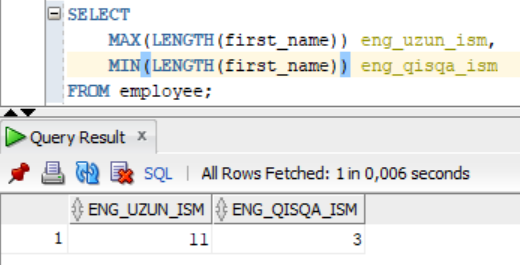 SELECT
MAX(LENGTH(first_name)) eng_uzun_ism,
MIN(LENGTH(first_name)) eng_qisqa_ism
FROM employee;
Query Result x
SQL | All Rows Fetched: 1 in 0,006 seconds
ENG_UZUN_ISM ENG_QISQA_ISM
1 11 3